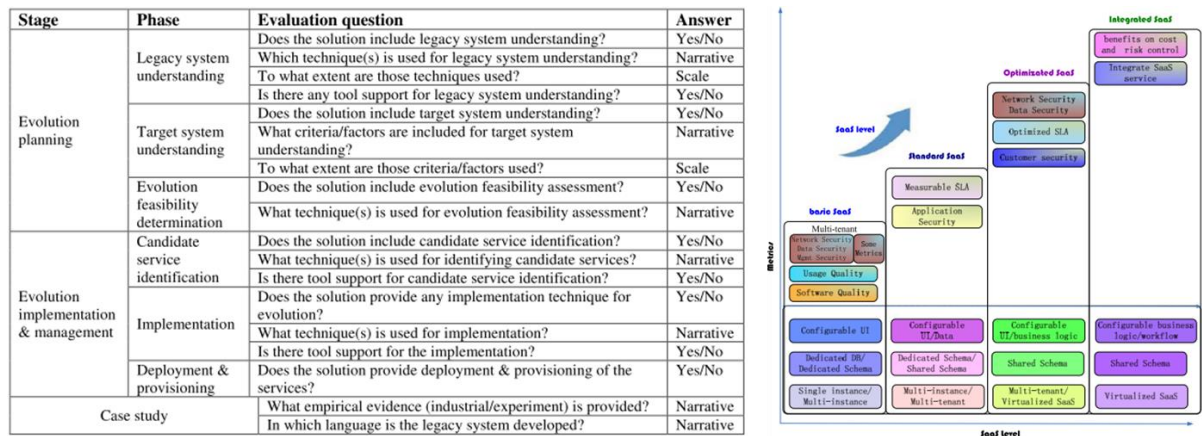 Stage Phase Evaluation question Answer
Evolution planning
Legacy system understanding
Does the solution include legacy system understanding? Yes/No
Which technique(s) is used for legacy system understanding? Narrative
To what extent are those techniques used? Scale
Is there any tool support for legacy system understanding? Yes/No
Target system understanding
Does the solution include target system understanding? Yes/No
What criteria/factors are included for target system understanding? Narrative
To what extent are those criteria/factors used? Scale
Evolution feasibility determination
Does the solution include evolution feasibility assessment? Yes/No
What technique(s) is used for evolution feasibility assessment? Narrative
Evolution implementation & management
Candidate service identification
Does the solution include candidate service identification? Yes/No
What technique(s) is used for identifying candidate services? Narrative
Is there tool support for candidate service identification? Yes/No
Implementation
Does the solution provide any implementation technique for evolution? Yes/No
What technique(s) is used for implementation? Narrative
Is there tool support for the implementation? Yes/No
Deployment & provisioning
Does the solution provide deployment & provisioning of the services? Yes/No
Case study
What empirical evidence (industrial/experiment) is provided? Narrative
In which language is the legacy system developed? Narrative
Metrics
SaaS level
basic SaaS
Multi-tenant
Network Security
Data Security
Mgmt Security
Some Metrics
Usage Quality
Software Quality
Configurable UI
Dedicated DB/
Dedicated Schema
Single instance/
Multi-instance
Standard SaaS
Measurable SLA
Application
Security
Configurable
UI/Data
Dedicated Schema/
Shared Schema
Multi-instance/
Multi-tenant
Optimizated SaaS
Network Security
Data Security
Optimized SLA
Customer security
Configurable
UI/business logic
Shared Schema
Multi-tenant/
Virtualized SaaS
Integrated SaaS
benefits on cost
and risk control
Integrate SaaS
service
Configurable business
logic/workflow
Shared Schema
Virtualized SaaS
SaaS Level